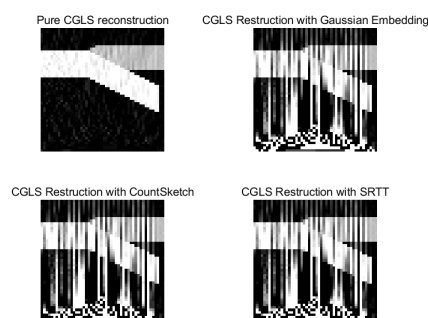 Pure CGLS reconstruction
CGLS Restruction with Gaussian Embedding
CGLS Restruction with CountSketch
CGLS Restruction with SRTT